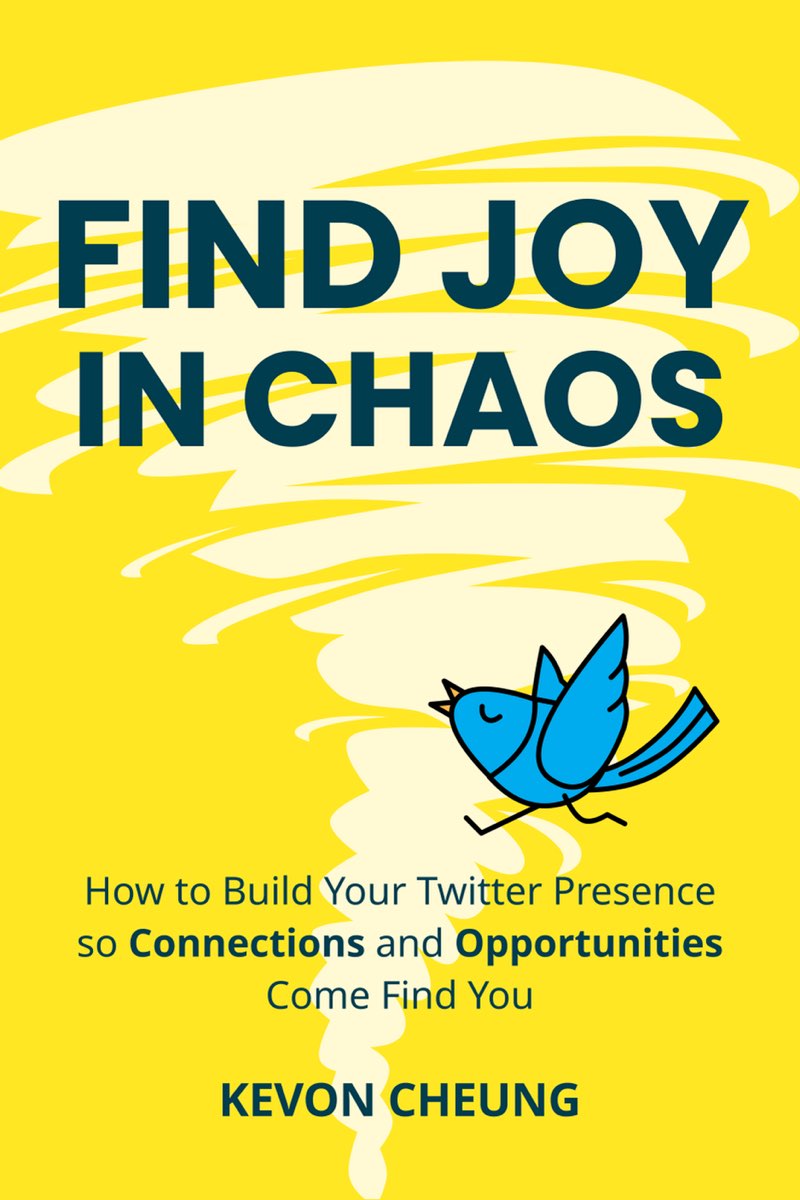 FIND JOY
IN CHAOS
How to Build Your Twitter Presence
so Connections and Opportunities
Come Find You
KEVON CHEUNG